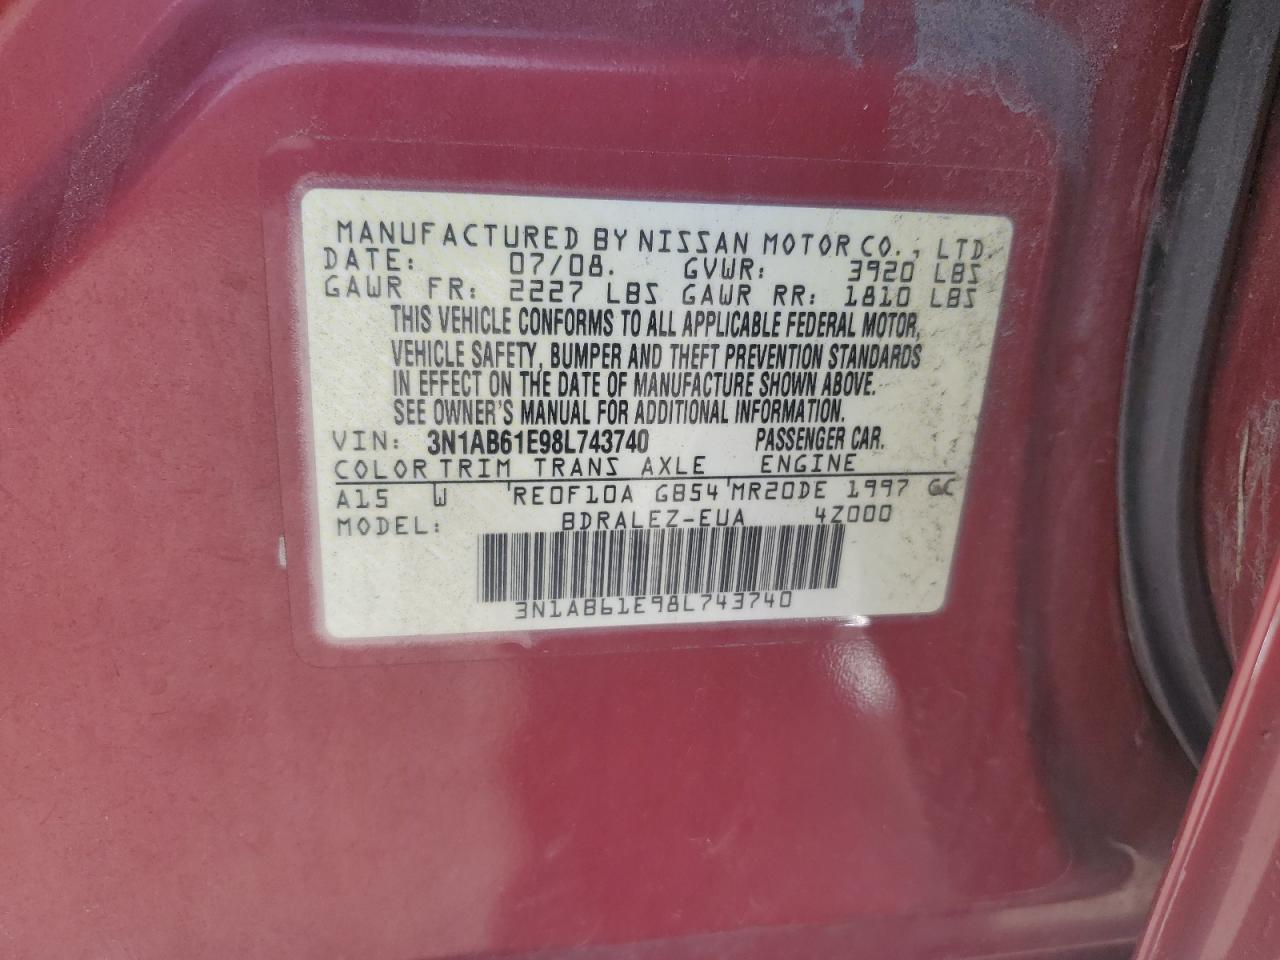 MANUFACTURED BY NISSAN MOTOR CO., LTD.
DATE: 07/08. GVWR: 3920 LBS
GAWR FR: 2227 LBS GAWR RR: 1810 LBS
THIS VEHICLE CONFORMS TO ALL APPLICABLE FEDERAL MOTOR,
VEHICLE SAFETY, BUMPER AND THEFT PREVENTION STANDARDS
IN EFFECT ON THE DATE OF MANUFACTURE SHOWN ABOVE.
SEE OWNER'S MANUAL FOR ADDITIONAL INFORMATION.
VIN: 3N1AB61E98L743740 PASSENGER CAR.
COLOR TRIM TRANS AXLE ENGINE
A15 W RE0F10A GB54 MR20DE 1997 GC
MODEL: BDRALEZ-EUA 4Z000
3N1AB61E98L743740